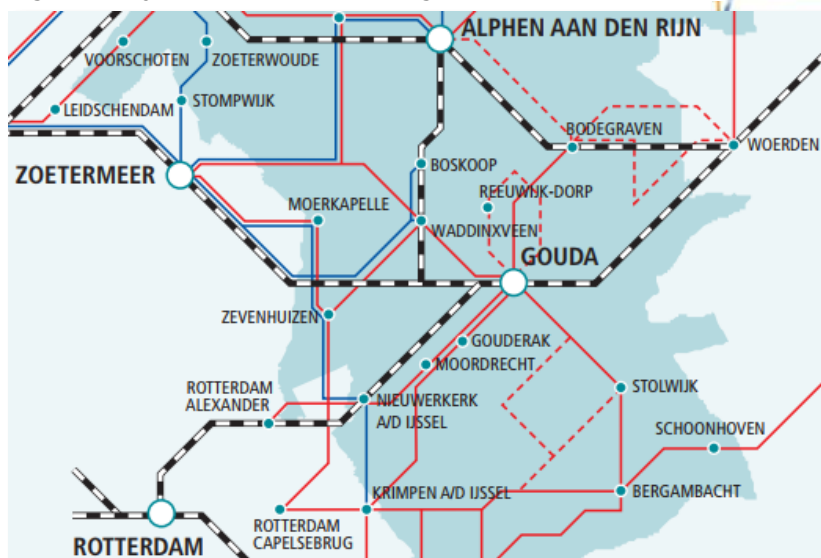 ALPHEN AAN DEN RIJN
VOORSCHOTEN
ZOETERWOUDE
LEIDSCHENDAM
STOMPWIJK
BODEGRAVEN
WOERDEN
ZOETERMEER
BOSKOOP
REEUWIJK-DORP
MOERKAPELLE
WADDINXVEEN
GOUDA
ZEVENHUIZEN
GOUDERAK
MOORDRECHT
ROTTERDAM
ALEXANDER
NIEUWERKERK
A/D IJSSEL
STOLWIJK
SCHOONHOVEN
KRIMPEN A/D IJSSEL
BERGAMBACHT
ROTTERDAM
CAPELSEBRUG
ROTTERDAM